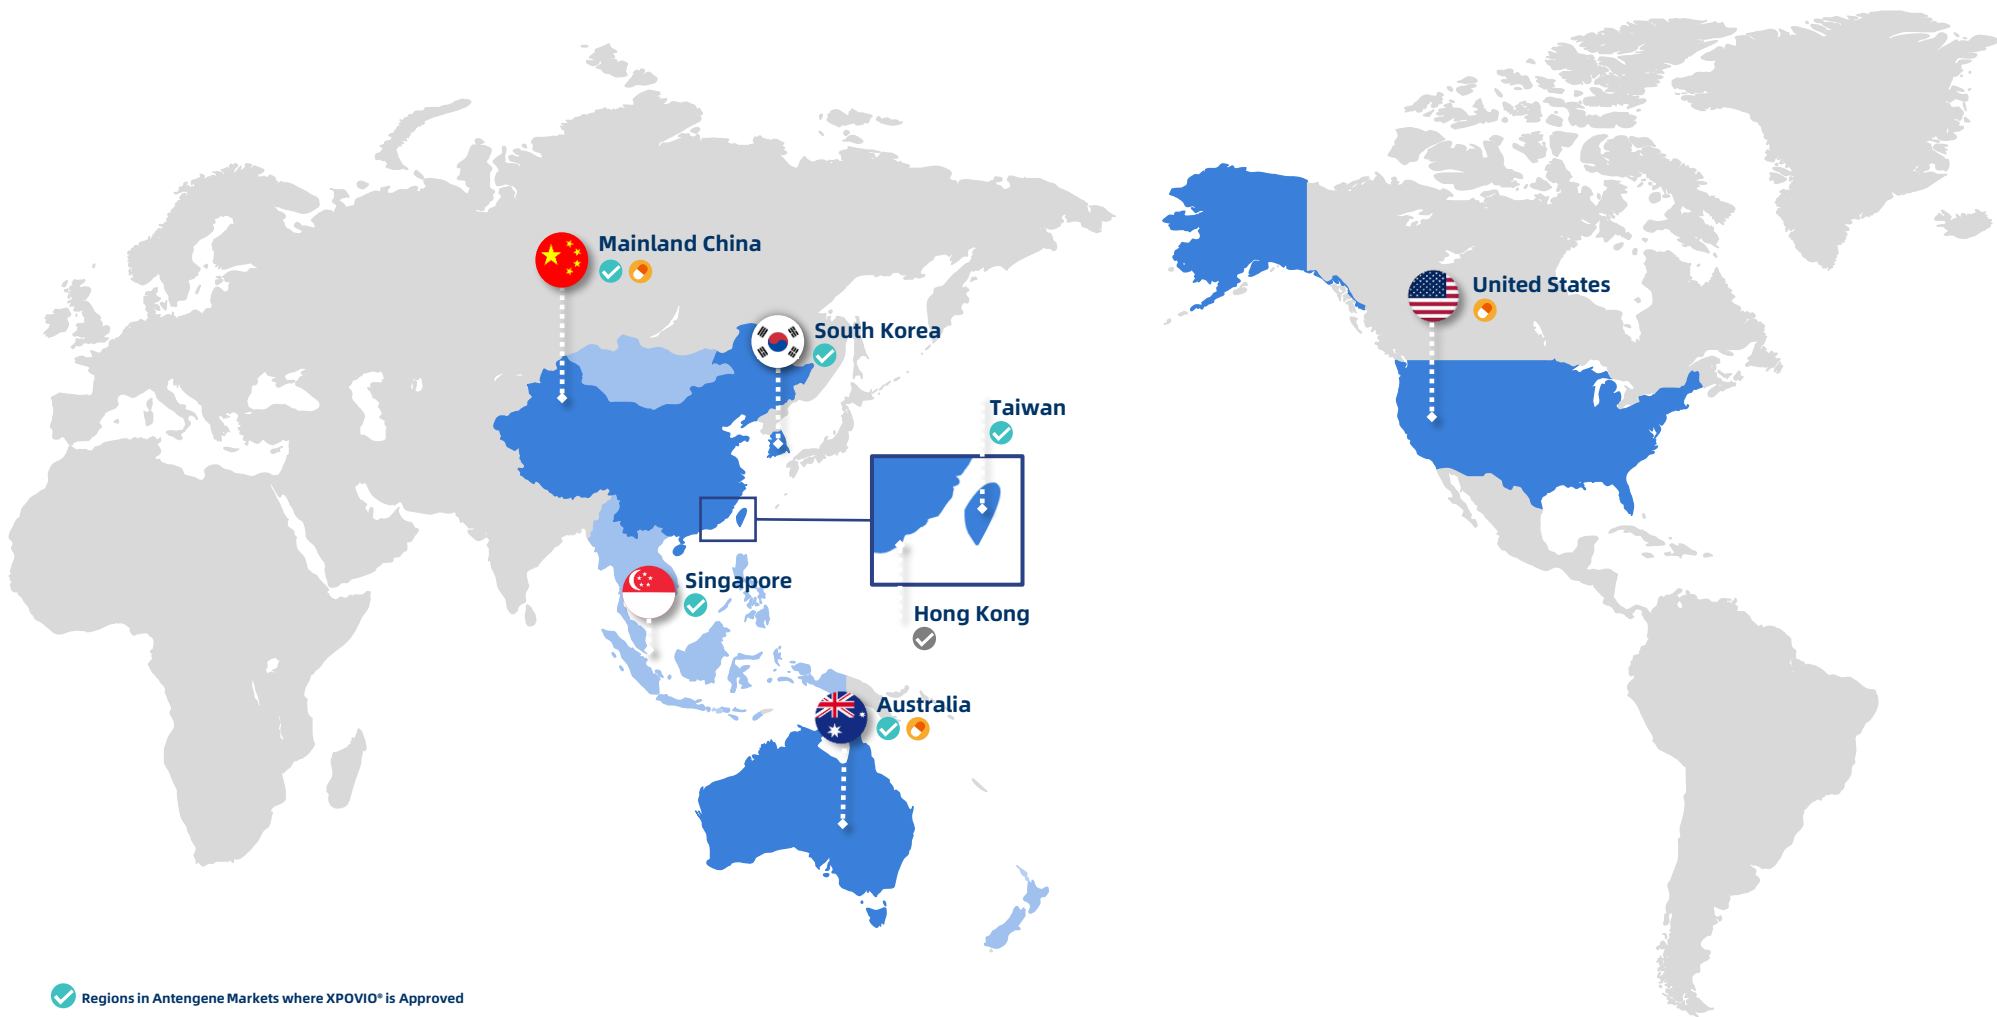 Mainland China
United States
South Korea
Taiwan
Singapore
Hong Kong
Australia
Regions in Antengene Markets where XPOVIO® is Approved